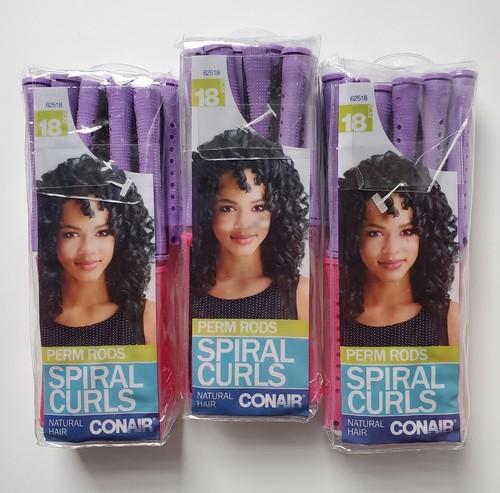 62518
18
PERM RODS
SPIRAL
CURLS
NATURAL
HAIR
CONAIR
62518
18
PERM RODS
SPIRAL
CURLS
NATURAL
HAIR
CONAIR
62518
18
PERM RODS
SPIRAL
CURLS
NATURAL
HAIR
CONAIR